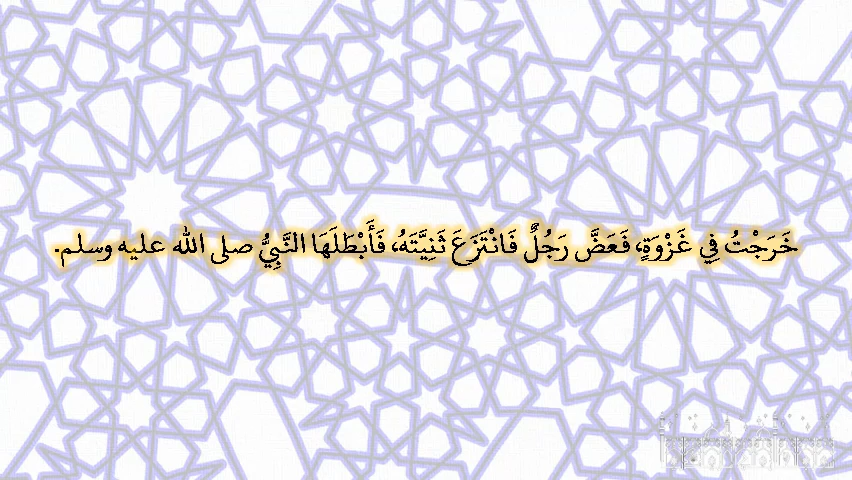 خَرَجْتُ فِي غَزْوَةٍ، فَعَضَّ رَجُلٌ فَانْتَزَعَ ثَنِيَّتَهُ، فَأَبْطَلَهَا النَّبِيُّ صلى الله عليه وسلم.